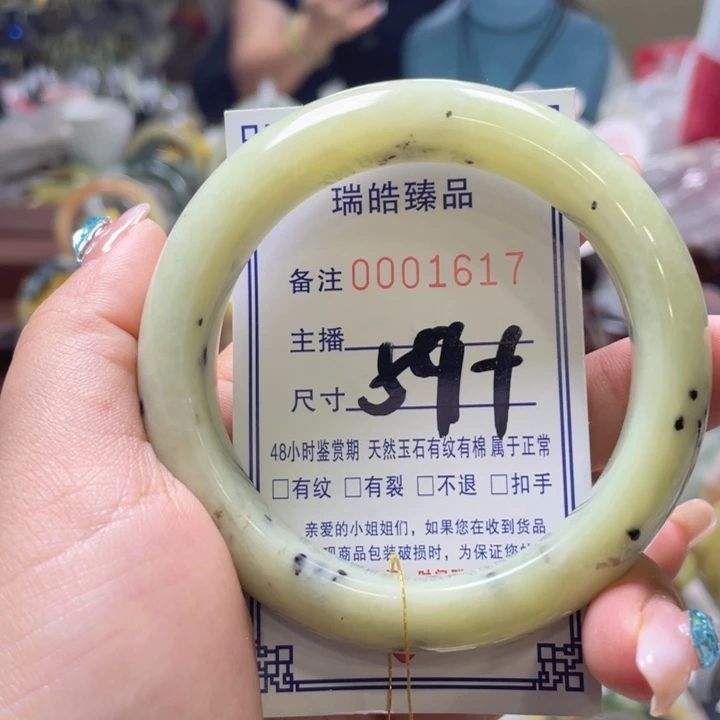 瑞皓臻品
备注0001617
主播
尺寸 59+
48小时鉴赏期 天然玉石有纹有棉 属于正常
□有纹 □有裂 □不退 □扣手
亲爱的小姐姐们，如果您在收到货品
现商品包装破损时，为保证您的